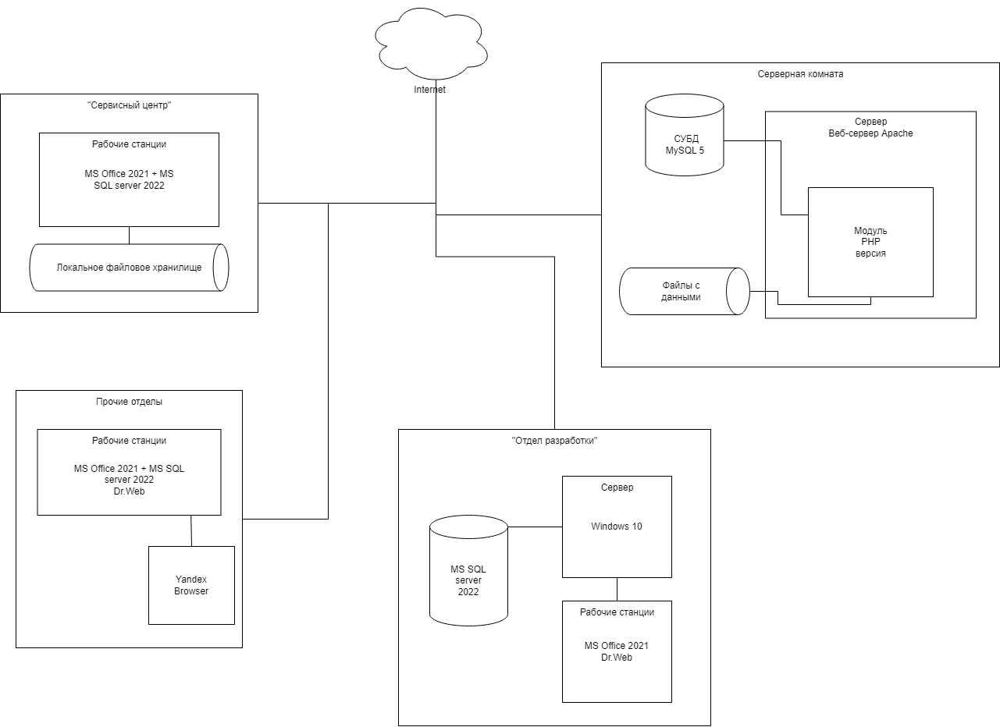 Internet
"Сервисный центр"
Рабочие станции
MS Office 2021 + MS
SQL server 2022
Локальное файловое хранилище
Серверная комната
СУБД
MySQL 5
Сервер
Веб-сервер Apache
Модуль
PHP
версия
Файлы с
данными
Прочие отделы
Рабочие станции
MS Office 2021 + MS SQL
server 2022
Dr.Web
Yandex
Browser
"Отдел разработки"
Сервер
Windows 10
MS SQL
server
2022
Рабочие станции
MS Office 2021
Dr.Web